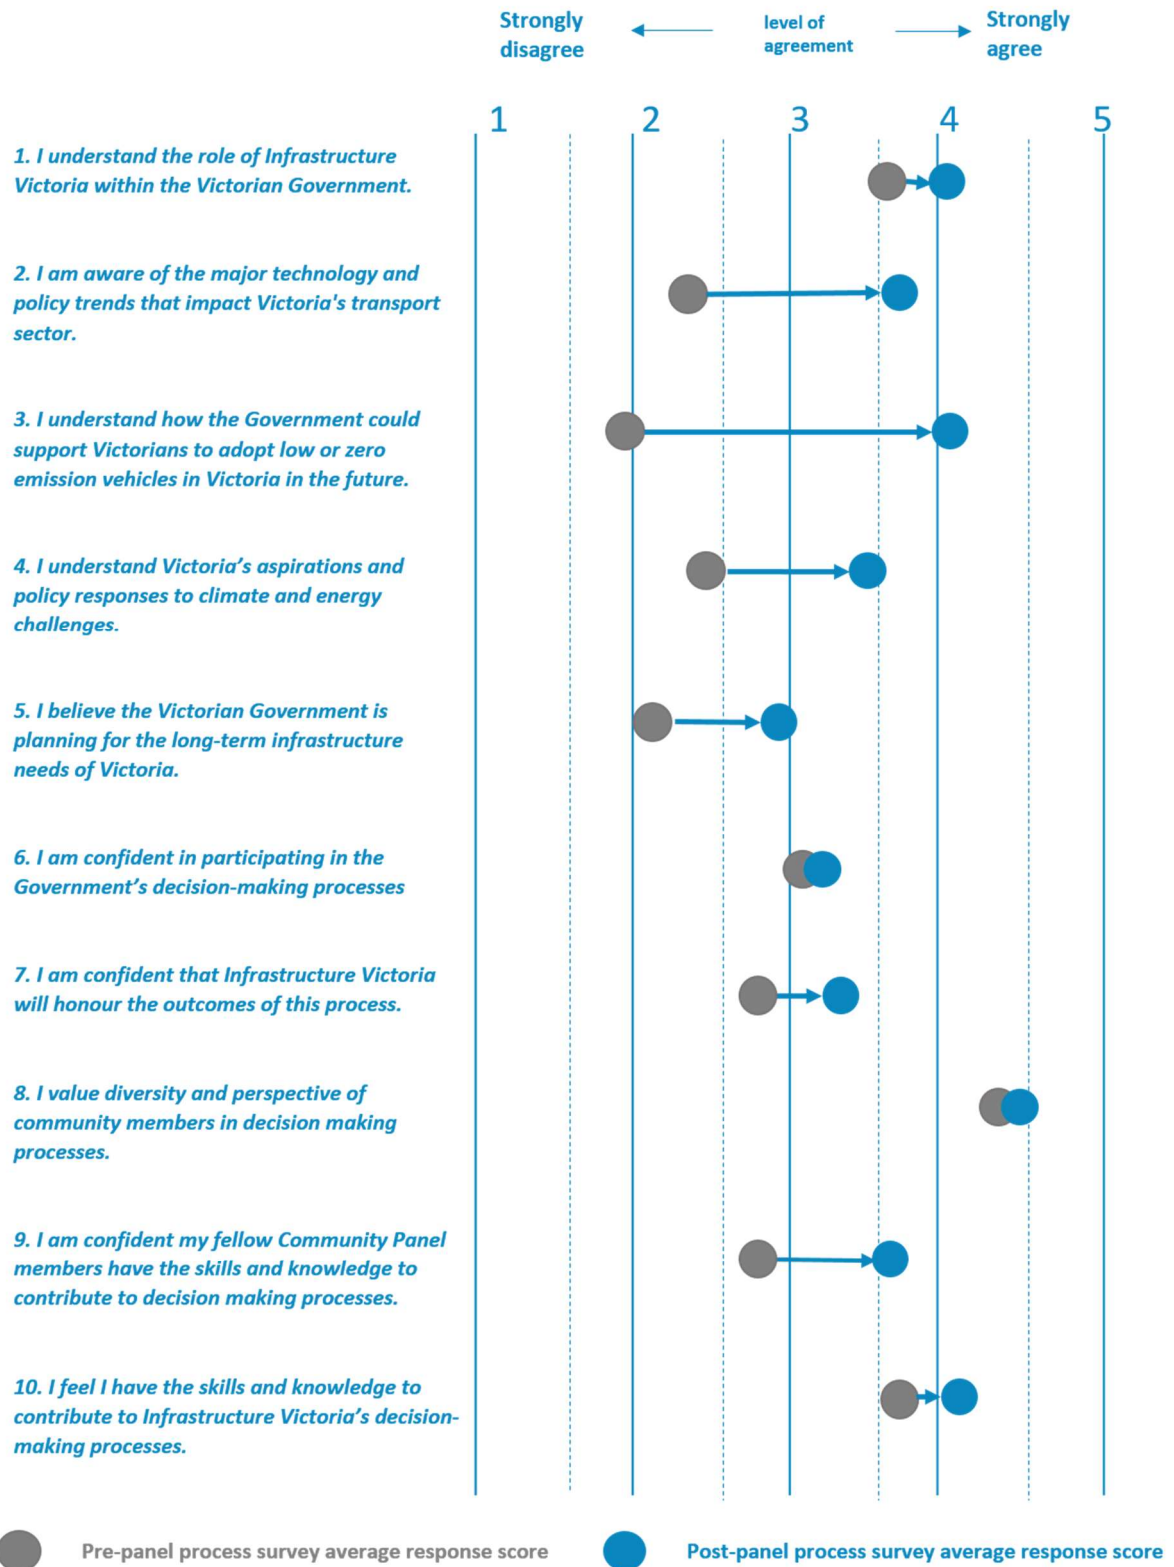 Strongly
disagree
level of
agreement
Strongly
agree
1 2 3 4 5
1. I understand the role of Infrastructure
Victoria within the Victorian Government.
2. I am aware of the major technology and
policy trends that impact Victoria's transport
sector.
3. I understand how the Government could
support Victorians to adopt low or zero
emission vehicles in Victoria in the future.
4. I understand Victoria’s aspirations and
policy responses to climate and energy
challenges.
5. I believe the Victorian Government is
planning for the long-term infrastructure
needs of Victoria.
6. I am confident in participating in the
Government’s decision-making processes
7. I am confident that Infrastructure Victoria
will honour the outcomes of this process.
8. I value diversity and perspective of
community members in decision making
processes.
9. I am confident my fellow Community Panel
members have the skills and knowledge to
contribute to decision making processes.
10. I feel I have the skills and knowledge to
contribute to Infrastructure Victoria’s decision-
making processes.
Pre-panel process survey average response score
Post-panel process survey average response score